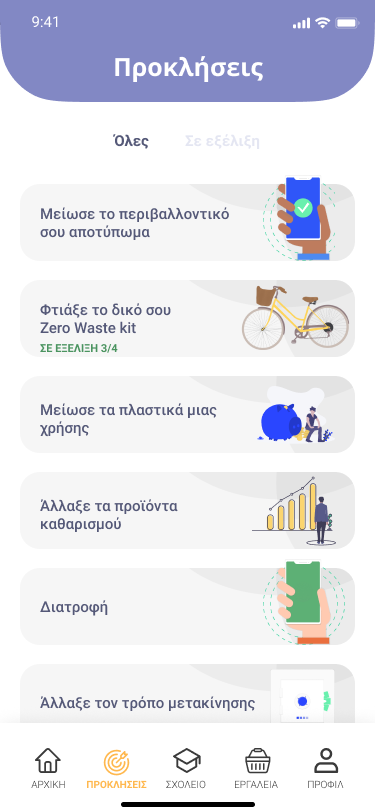 9:41
Προκλήσεις
Όλες Σε εξέλιξη
Μείωσε το περιβαλλοντικό
σου αποτύπωμα
Φτιάξε το δικό σου
Zero Waste kit
ΣΕ ΕΞΕΛΙΞΗ 3/4
Μείωσε τα πλαστικά μιας
χρήσης
Άλλαξε τα προϊόντα
καθαρισμού
Διατροφή
Άλλαξε τον τρόπο μετακίνησης
ΑΡΧΙΚΗ ΠΡΟΚΛΗΣΕΙΣ ΣΧΟΛΕΙΟ ΕΡΓΑΛΕΙΑ ΠΡΟΦΙΛ